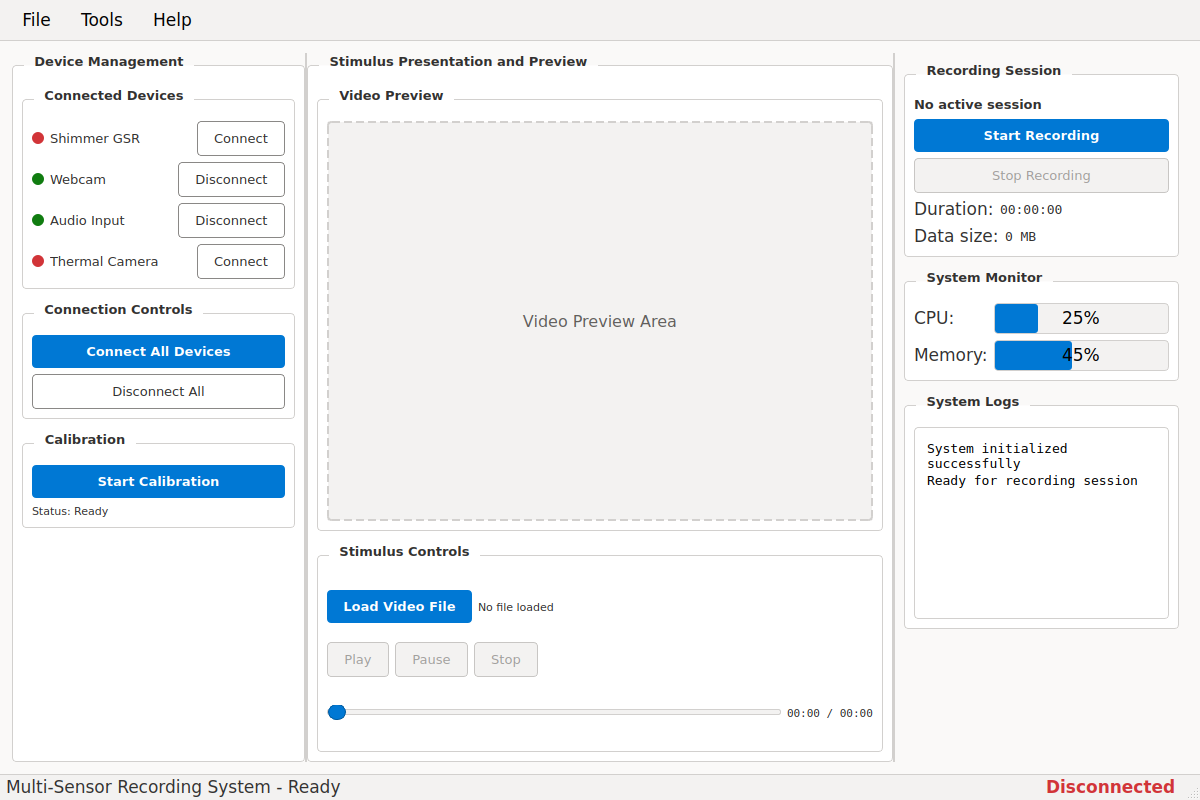 File Tools Help
Device Management
Connected Devices
Shimmer GSR Connect
Webcam Disconnect
Audio Input Disconnect
Thermal Camera Connect
Connection Controls
Connect All Devices
Disconnect All
Calibration
Start Calibration
Status: Ready
Stimulus Presentation and Preview
Video Preview
Video Preview Area
Stimulus Controls
Load Video File No file loaded
Play Pause Stop
00:00 / 00:00
Recording Session
No active session
Start Recording
Stop Recording
Duration: 00:00:00
Data size: 0 MB
System Monitor
CPU: 25%
Memory: 45%
System Logs
System initialized
successfully
Ready for recording session
Multi-Sensor Recording System - Ready Disconnected